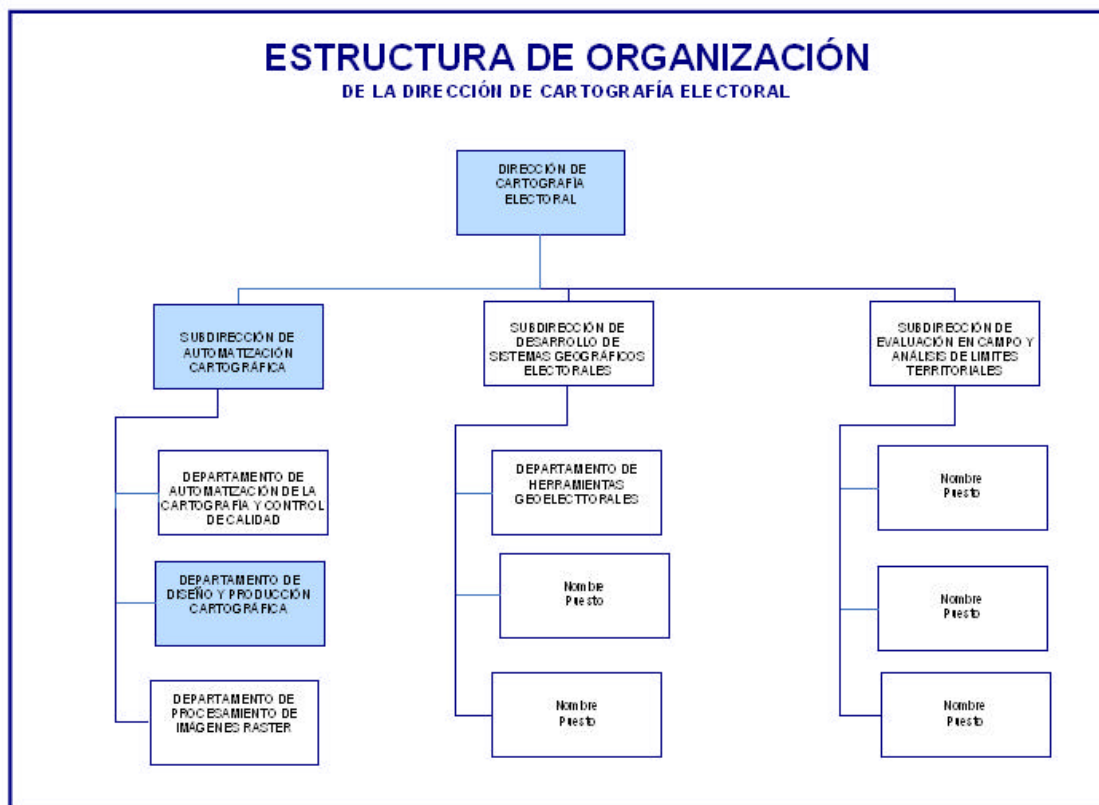 ESTRUCTURA DE ORGANIZACIÓN
DE LA DIRECCIÓN DE CARTOGRAFÍA ELECTORAL
DIRECCIÓN DE
CARTOGRAFÍA
ELECTORAL
SUBDIRECCIÓN DE
AUTOMATIZACIÓN
CARTOGRÁFICA
SUBDIRECCIÓN DE
DESARROLLO DE
SISTEMAS GEOGRÁFICOS
ELECTORALES
SUBDIRECCIÓN DE
EVALUACIÓN EN CAMPO Y
ANÁLISIS DE LIMITES
TERRITORIALES
DEPARTAMENTO DE
AUTOMATIZACIÓN DE LA
CARTOGRAFÍA Y CONTROL
DE CALIDAD
DEPARTAMENTO DE
DISEÑO Y PRODUCCIÓN
CARTOGRÁFICA
DEPARTAMENTO DE
PROCESAMIENTO DE
IMÁGENES RASTER
DEPARTAMENTO DE
HERRAMIENTAS
GEOELECTTORALES
Nombre
Puesto
Nombre
Puesto
Nombre
Puesto
Nombre
Puesto
Nombre
Puesto